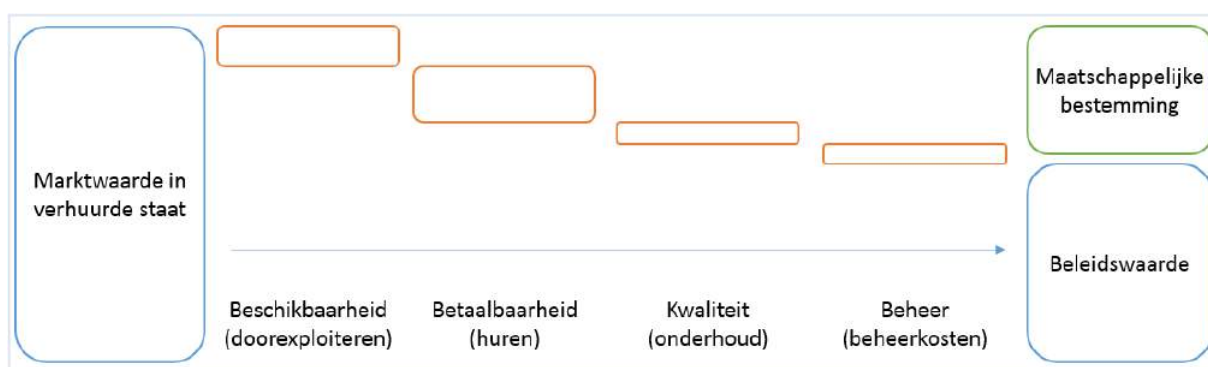 Marktwaarde in
verhuurde staat
Beschikbaarheid
(doorexploiteren)
Betaalbaarheid
(huren)
Kwaliteit
(onderhoud)
Beheer
(beheerkosten)
Maatschappelijke
bestemming
Beleidswaarde